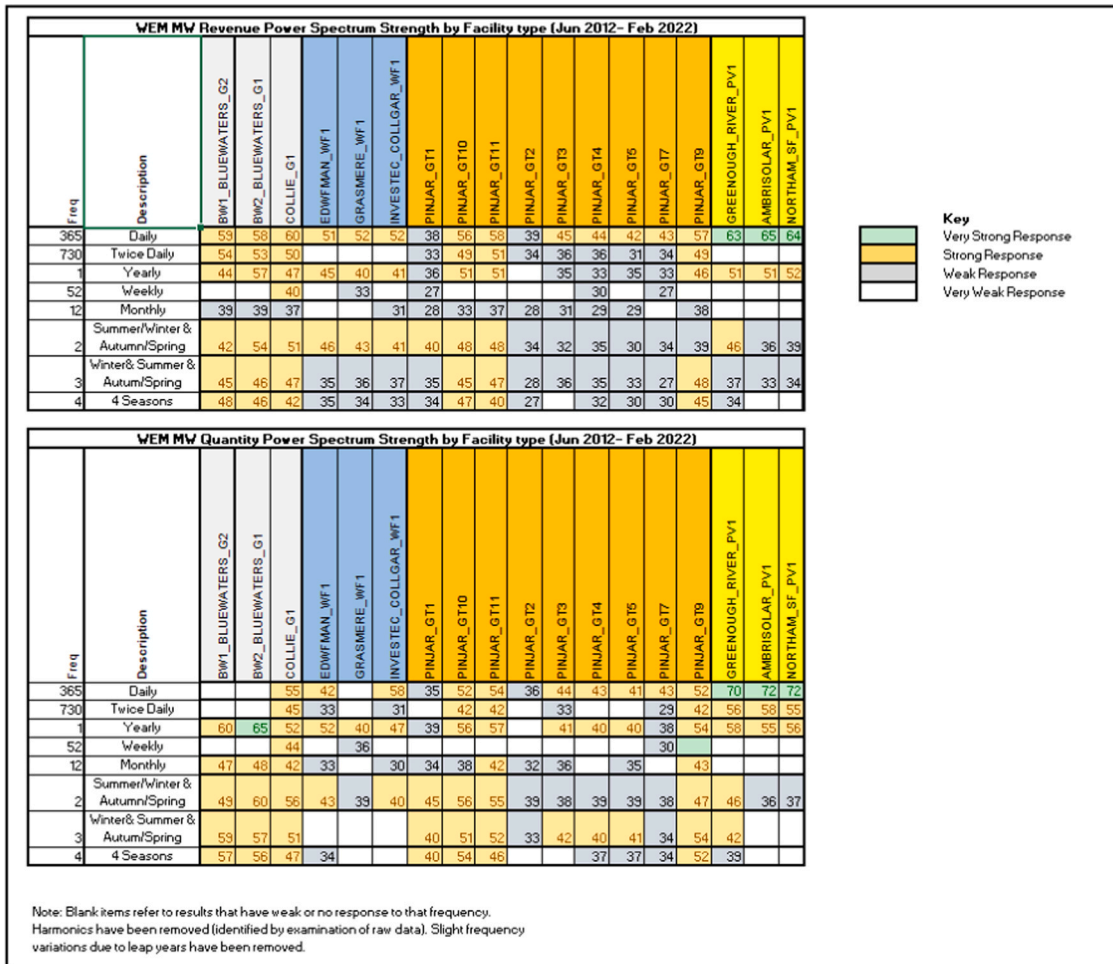 WEM MW Revenue Power Spectrum Strength by Facility type (Jun 2012- Feb 2022)
Freq Description BW1_BLUEWATERS_G2 BW2_BLUEWATERS_G1 COLLIE_G1 EDWFMAN_WF1 GRASMERE_WF1 INVESTEC_COLLGAR_WF1 PINJAR_GT1 PINJAR_GT10 PINJAR_GT11 PINJAR_GT2 PINJAR_GT3 PINJAR_GT4 PINJAR_GT5 PINJAR_GT7 PINJAR_GT9 GREENOUGH_RIVER_PV1 AMBRISOLAR_PV1 NORTHAM_SF_PV1
365 Daily 59 58 60 51 52 52 38 56 58 39 45 44 42 43 57 63 65 64
730 Twice Daily 54 53 50 33 49 51 34 36 36 31 34 49
1 Yearly 44 57 47 45 40 41 36 51 51 35 33 35 33 46 51 51 52
52 Weekly 40 33 27 30 27
12 Monthly 39 39 37 31 28 33 37 28 31 29 29 38
Summer/Winter &
2 Autumn/Spring 42 54 51 46 43 41 40 48 48 34 32 35 30 34 39 46 36 39
Winter& Summer &
3 Autum/Spring 45 46 47 35 36 37 35 45 47 28 36 35 33 27 48 37 33 34
4 4 Seasons 48 46 42 35 34 33 34 47 40 27 32 30 30 45 34
Key
Very Strong Response
Strong Response
Weak Response
Very Weak Response
WEM MW Quantity Power Spectrum Strength by Facility type (Jun 2012- Feb 2022)
Freq Description BW1_BLUEWATERS_G2 BW2_BLUEWATERS_G1 COLLIE_G1 EDWFMAN_WF1 GRASMERE_WF1 INVESTEC_COLLGAR_WF1 PINJAR_GT1 PINJAR_GT10 PINJAR_GT11 PINJAR_GT2 PINJAR_GT3 PINJAR_GT4 PINJAR_GT5 PINJAR_GT7 PINJAR_GT9 GREENOUGH_RIVER_PV1 AMBRISOLAR_PV1 NORTHAM_SF_PV1
365 Daily 55 42 58 35 52 54 36 44 43 41 43 52 70 72 72
730 Twice Daily 45 33 31 42 42 33 29 42 56 58 55
1 Yearly 60 65 52 52 40 47 39 56 57 41 40 40 38 54 58 55 56
52 Weekly 44 36 30
12 Monthly 47 48 42 33 30 34 38 42 32 36 35 43
Summer/Winter &
2 Autumn/Spring 49 60 56 43 39 40 45 56 55 39 38 39 39 38 47 46 36 37
Winter& Summer &
3 Autum/Spring 59 57 51 40 51 52 33 42 40 41 34 54 42
4 4 Seasons 57 56 47 34 40 54 46 37 37 34 52 39
Note: Blank items refer to results that have weak or no response to that frequency.
Harmonics have been removed (identified by examination of raw data). Slight frequency
variations due to leap years have been removed.